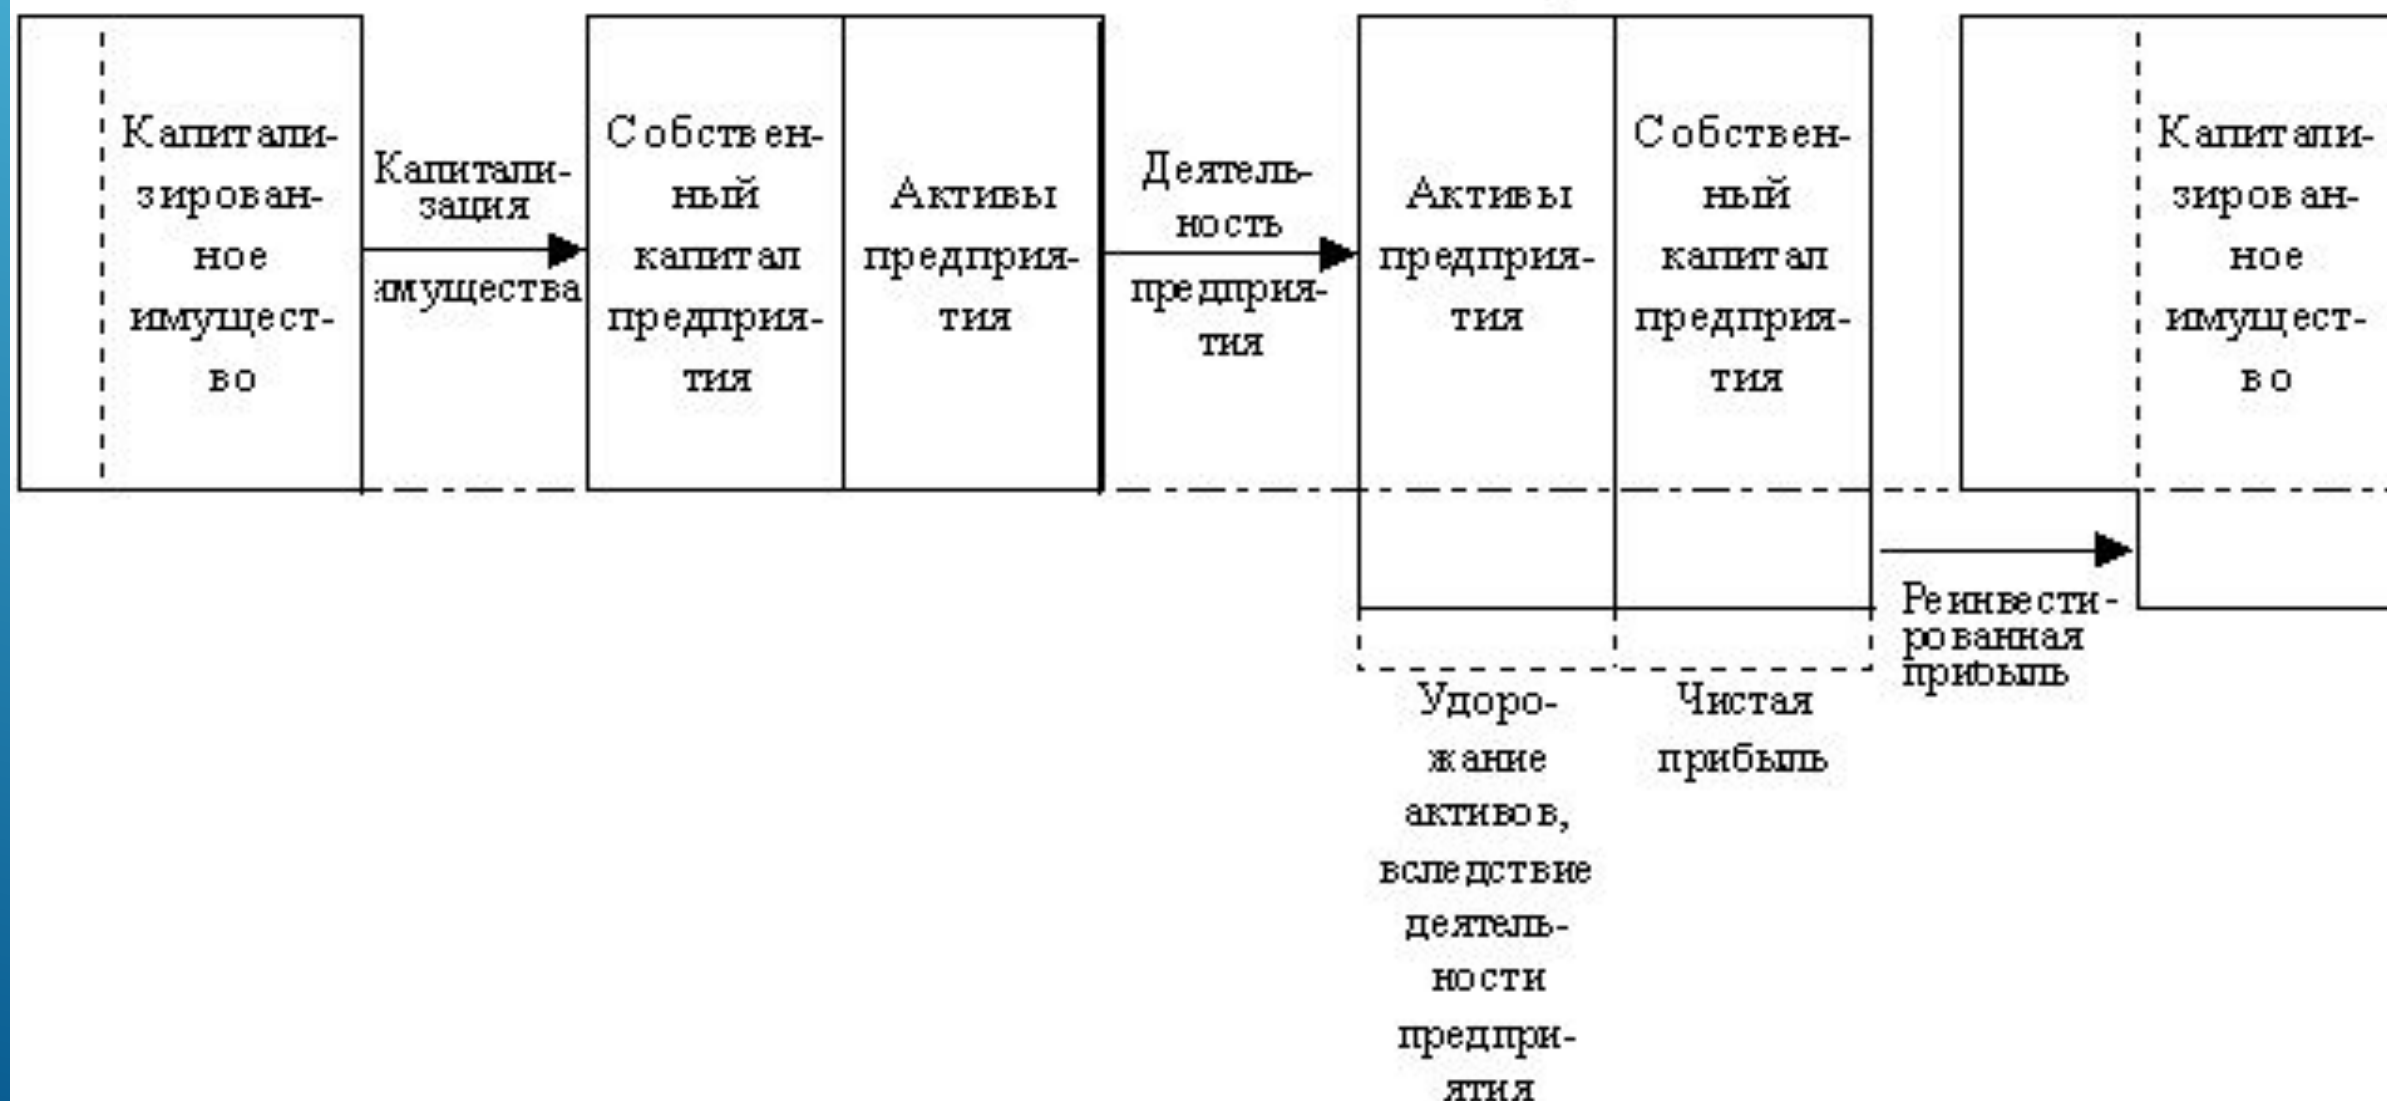 Капитали-
зирован-
ное
имущест-
во
Капитали-
зация
имущества
Собствен-
ный
капитал
предприя-
тия
Активы
предприя-
тия
Деятель-
ность
предприя-
тия
Активы
предприя-
тия
Собствен-
ный
капитал
предприя-
тия
Капитали-
зирован-
ное
имущест-
во
Реинвести-
рованная
прибыль
Удоро-
жание
активов,
вследствие
деятель-
ности
предпри-
ятия
Чистая
прибыль